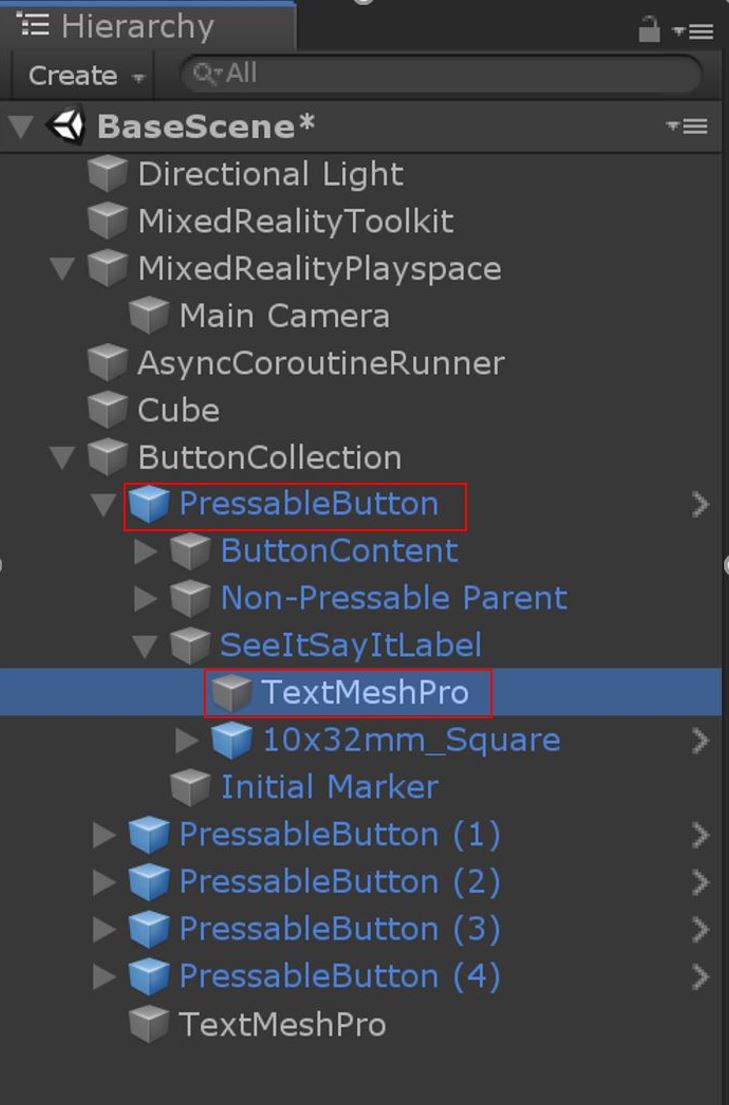 Hierarchy
Create All
BaseScene*
Directional Light
MixedRealityToolkit
MixedRealityPlayspace
Main Camera
AsyncCoroutineRunner
Cube
ButtonCollection
PressableButton
ButtonContent
Non-Pressable Parent
SeeItSayItLabel
TextMeshPro
10x32mm_Square
Initial Marker
PressableButton (1)
PressableButton (2)
PressableButton (3)
PressableButton (4)
TextMeshPro